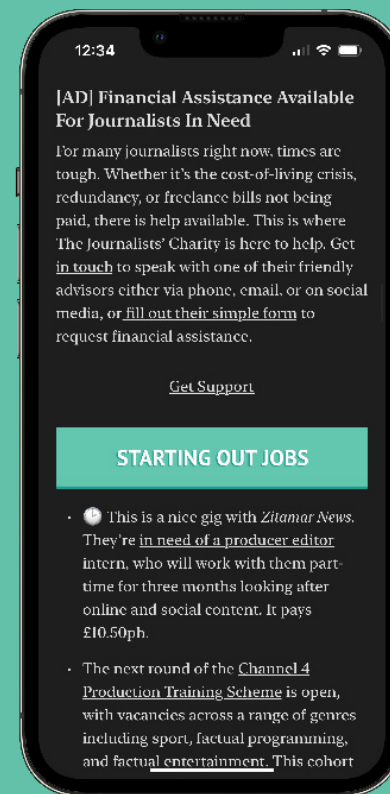 12:34
[AD] Financial Assistance Available
For Journalists In Need
For many journalists right now, times are
tough. Whether it's the cost-of-living crisis,
redundancy, or freelance bills not being
paid, there is help available. This is where
The Journalists' Charity is here to help. Get
in touch to speak with one of their friendly
advisors either via phone, email, or on social
media, or fill out their simple form to
request financial assistance.
Get Support
STARTING OUT JOBS
• 🕒 This is a nice gig with Zitamar News.
They're in need of a producer editor
intern, who will work with them part-
time for three months looking after
online and social content. It pays
£10.50ph.
• The next round of the Channel 4
Production Training Scheme is open,
with vacancies across a range of genres
including sport, factual programming,
and factual entertainment. This cohort